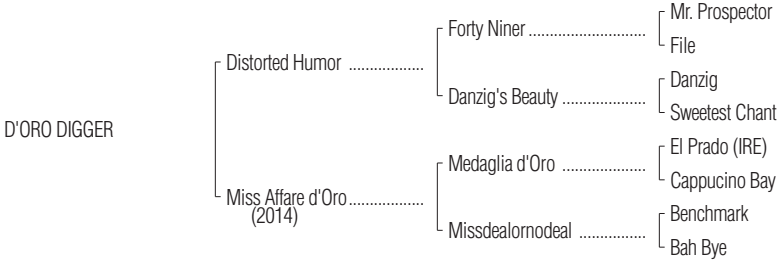 Mr. Prospector
Forty Niner ............................
File
Distorted Humor ..................
Danzig
Danzig's Beauty ....................
Sweetest Chant
D'ORO DIGGER
El Prado (IRE)
Medaglia d'Oro ....................
Cappucino Bay
Miss Affare d'Oro..................
(2014)
Benchmark
Missdealornodeal ................
Bah Bye